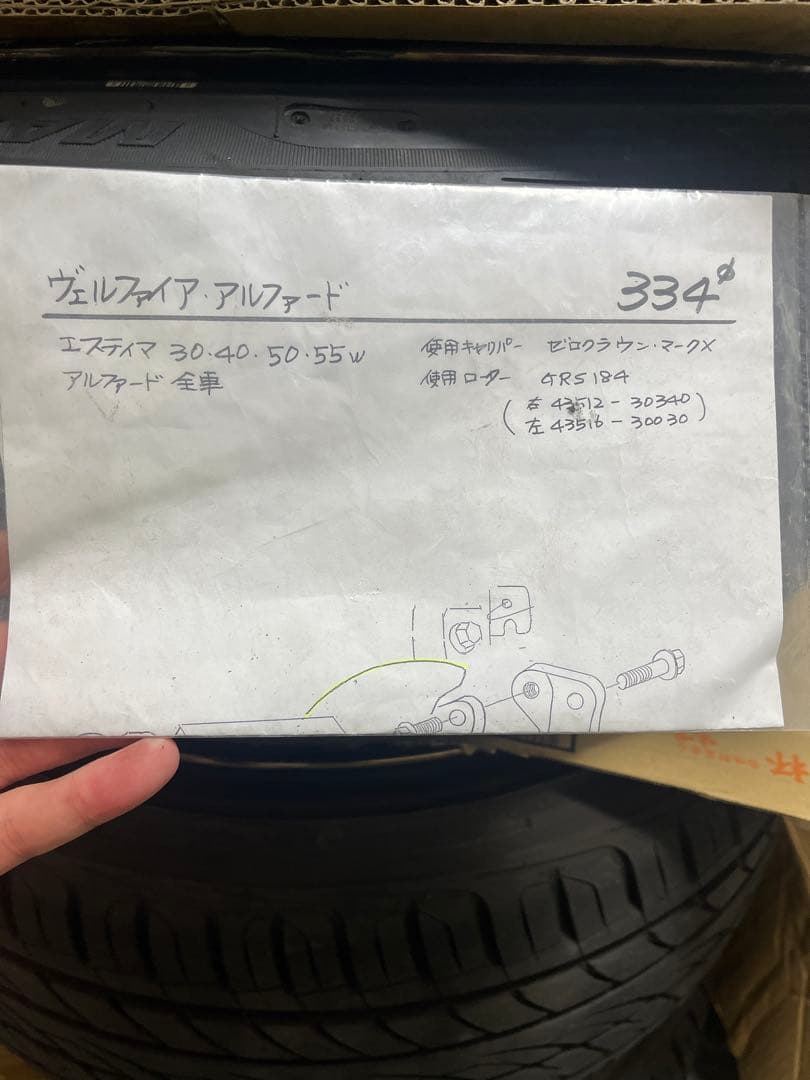 ヴェルファイア・アルファード 334φ
エスティマ 30・40・50・55W
アルファード 全車
使用キャリパー ゼロクラウン・マークX
使用ローター GRS184
(右 43512-30340
左 43516-30030)